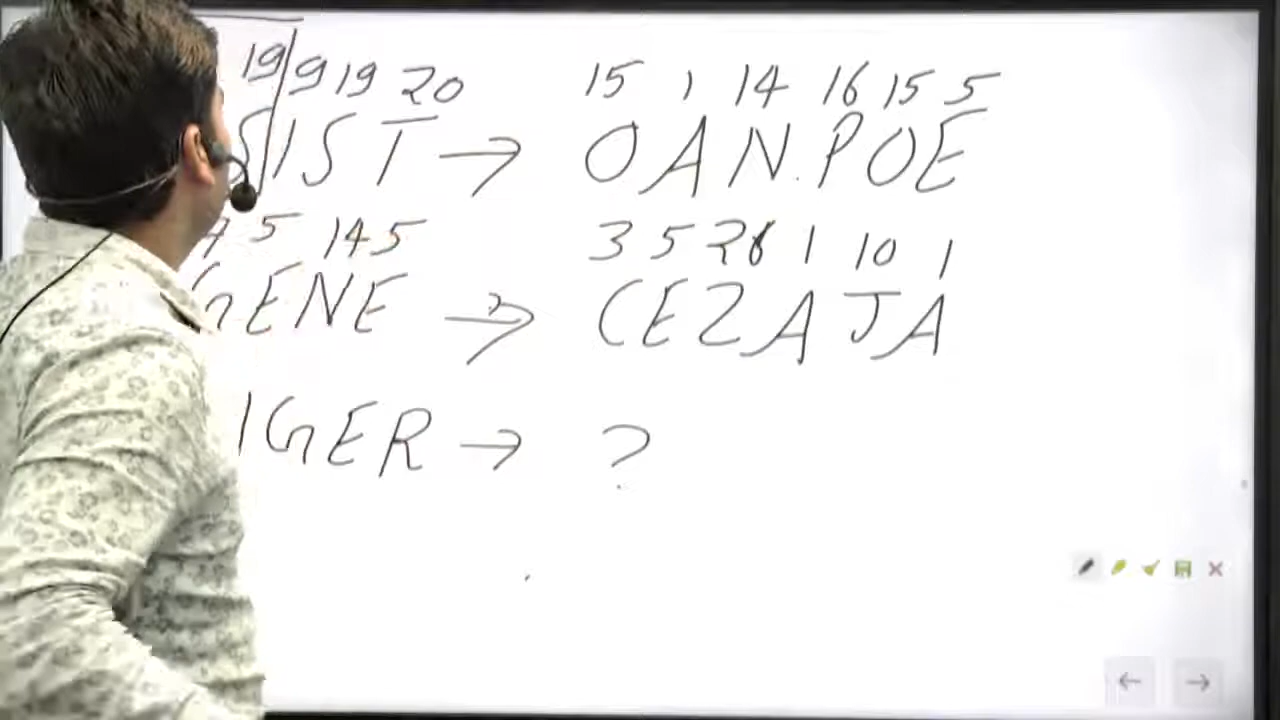 19 9 19 20 15 1 14 16 15 5
SIST → OANPOE
5 14 5 3 5 26 1 10 1
GENE → CEZAJA
IGER → ?